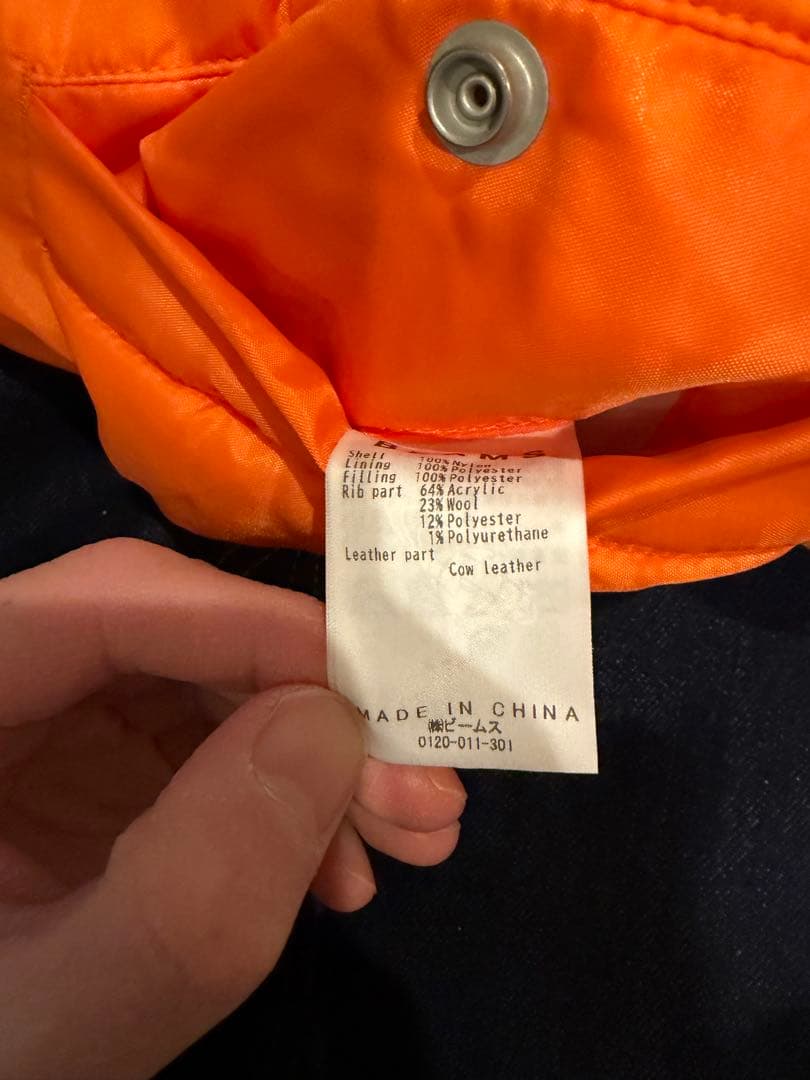 BEAMS
Shell 100% Nylon
Lining 100% Polyester
Filling 100% Polyester
Rib part 64% Acrylic
23% Wool
12% Polyester
1% Polyurethane
Leather part
Cow leather
MADE IN CHINA
㈱ビームス
0120-011-301